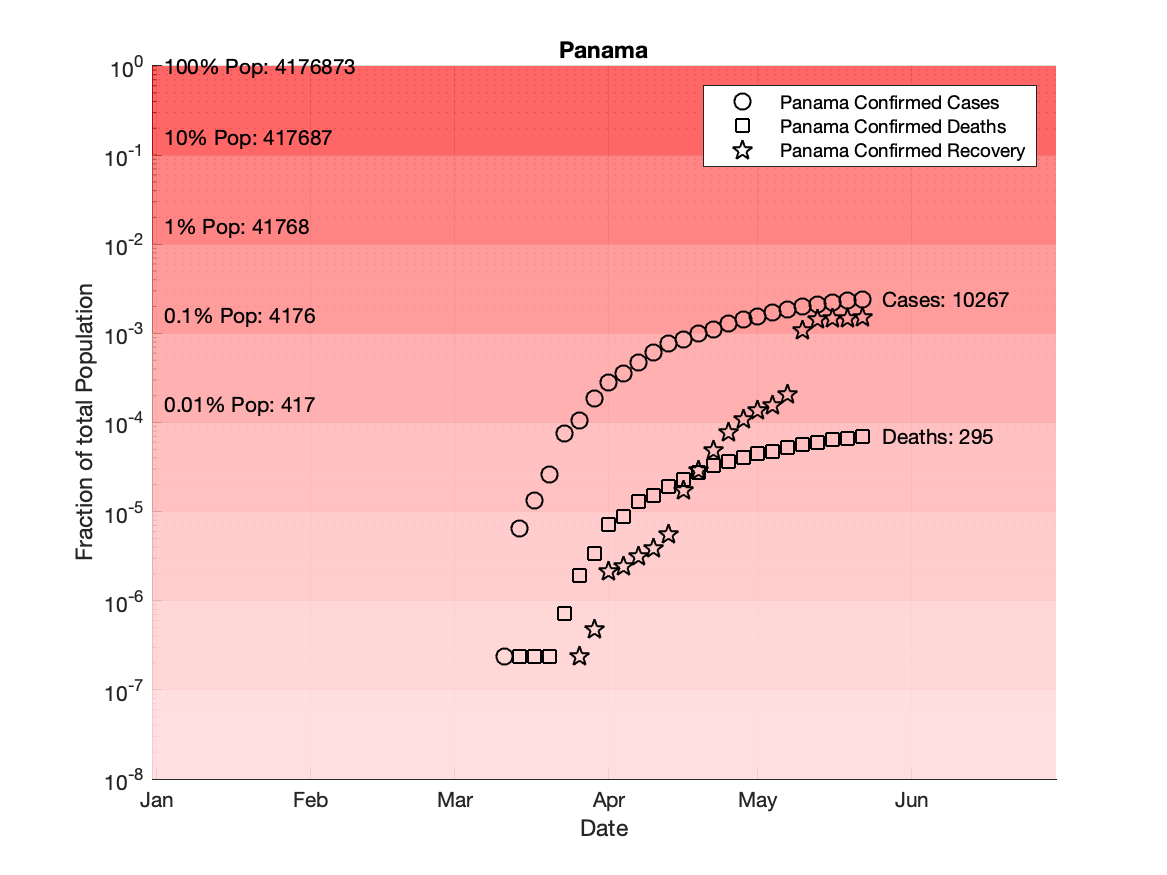 Panama
10^0
100% Pop: 4176873
Panama Confirmed Cases
Panama Confirmed Deaths
Panama Confirmed Recovery
10% Pop: 417687
10^-1
1% Pop: 41768
10^-2
Cases: 10267
0.1% Pop: 4176
10^-3
0.01% Pop: 417
10^-4
Deaths: 295
10^-5
10^-6
10^-7
10^-8
Fraction of total Population
Jan Feb Mar Apr May Jun
Date